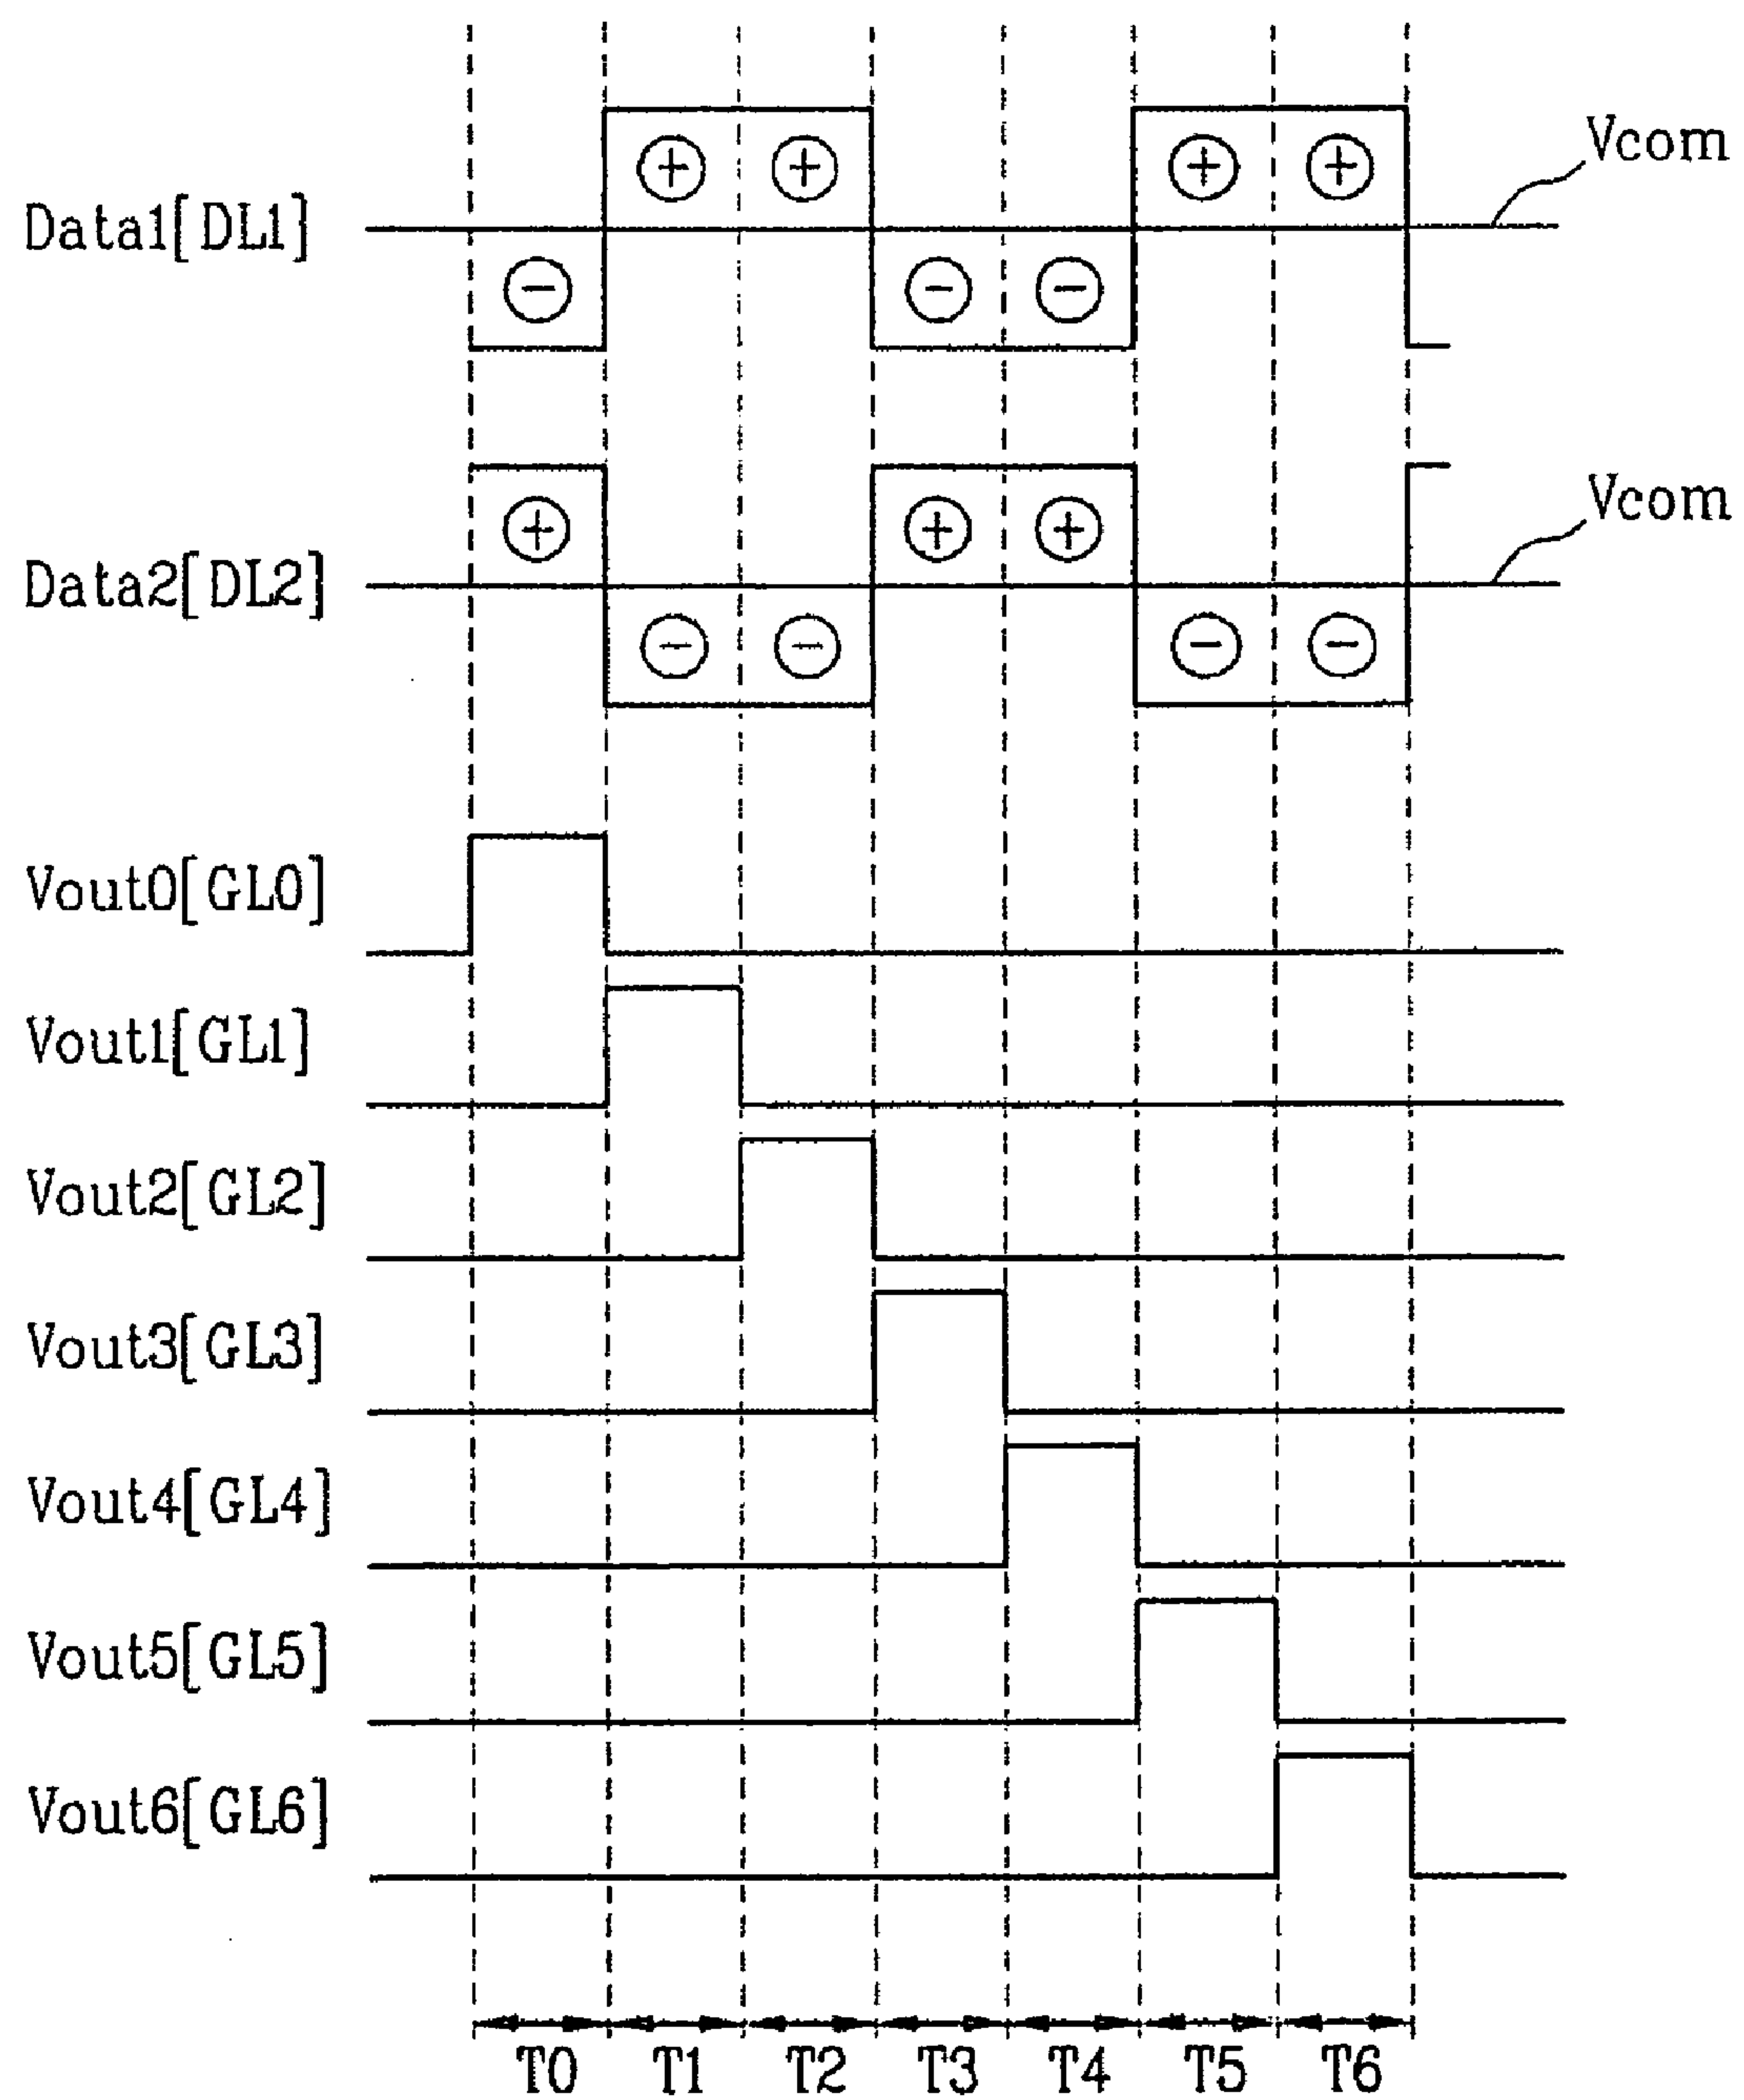 Vcom
Data1[DL1]
+ + + +
− − −
Vcom
Data2[DL2]
+ + +
− − − −
Vout0[GL0]
Vout1[GL1]
Vout2[GL2]
Vout3[GL3]
Vout4[GL4]
Vout5[GL5]
Vout6[GL6]
T0 T1 T2 T3 T4 T5 T6